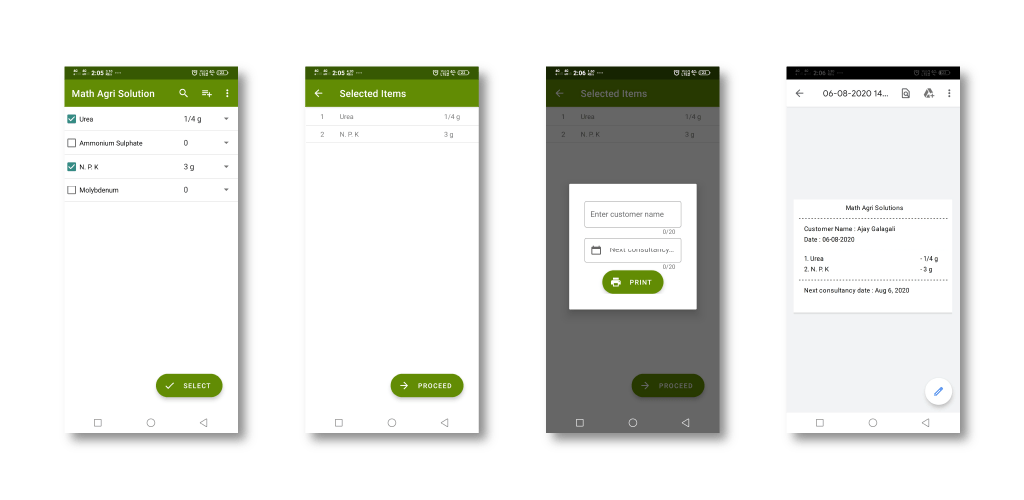 2:05
Math Agri Solution
Urea 1/4 g
Ammonium Sulphate 0
N. P. K 3 g
Molybdenum 0
SELECT
2:05
Selected Items
1 Urea 1/4 g
2 N. P. K 3 g
PROCEED
2:06
Selected Items
1 Urea 1/4 g
2 N. P. K 3 g
Enter customer name
0/20
Next consultancy...
0/20
PRINT
PROCEED
2:06
06-08-2020 14...
Math Agri Solutions
Customer Name : Ajay Galagali
Date : 06-08-2020
1. Urea - 1/4 g
2. N. P. K - 3 g
Next consultancy date : Aug 6, 2020